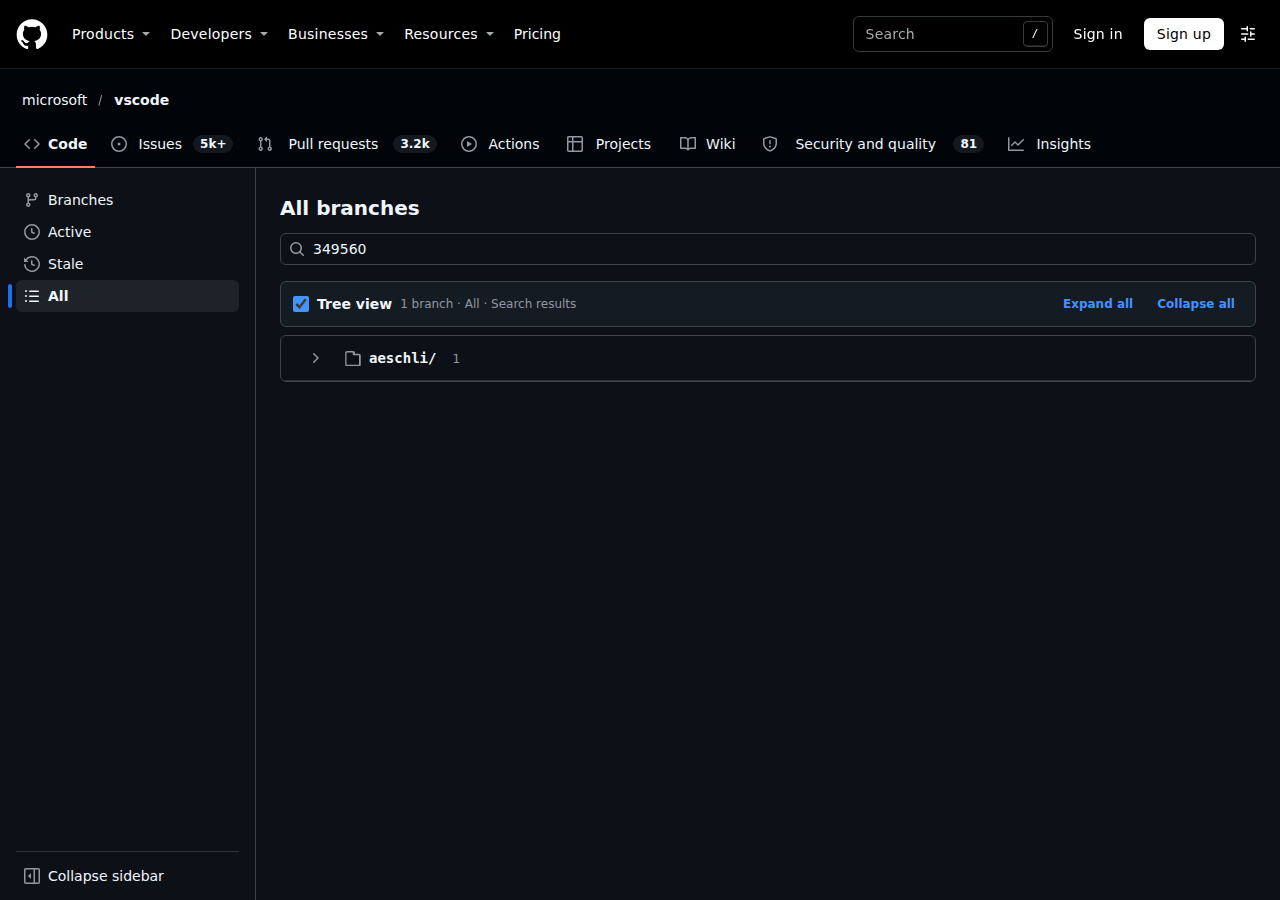 Products Developers Businesses Resources Pricing Search / Sign in Sign up
microsoft / vscode
Code Issues 5k+ Pull requests 3.2k Actions Projects Wiki Security and quality 81 Insights
Branches
Active
Stale
All
All branches
349560
Tree view 1 branch · All · Search results Expand all Collapse all
aeschli/ 1
Collapse sidebar